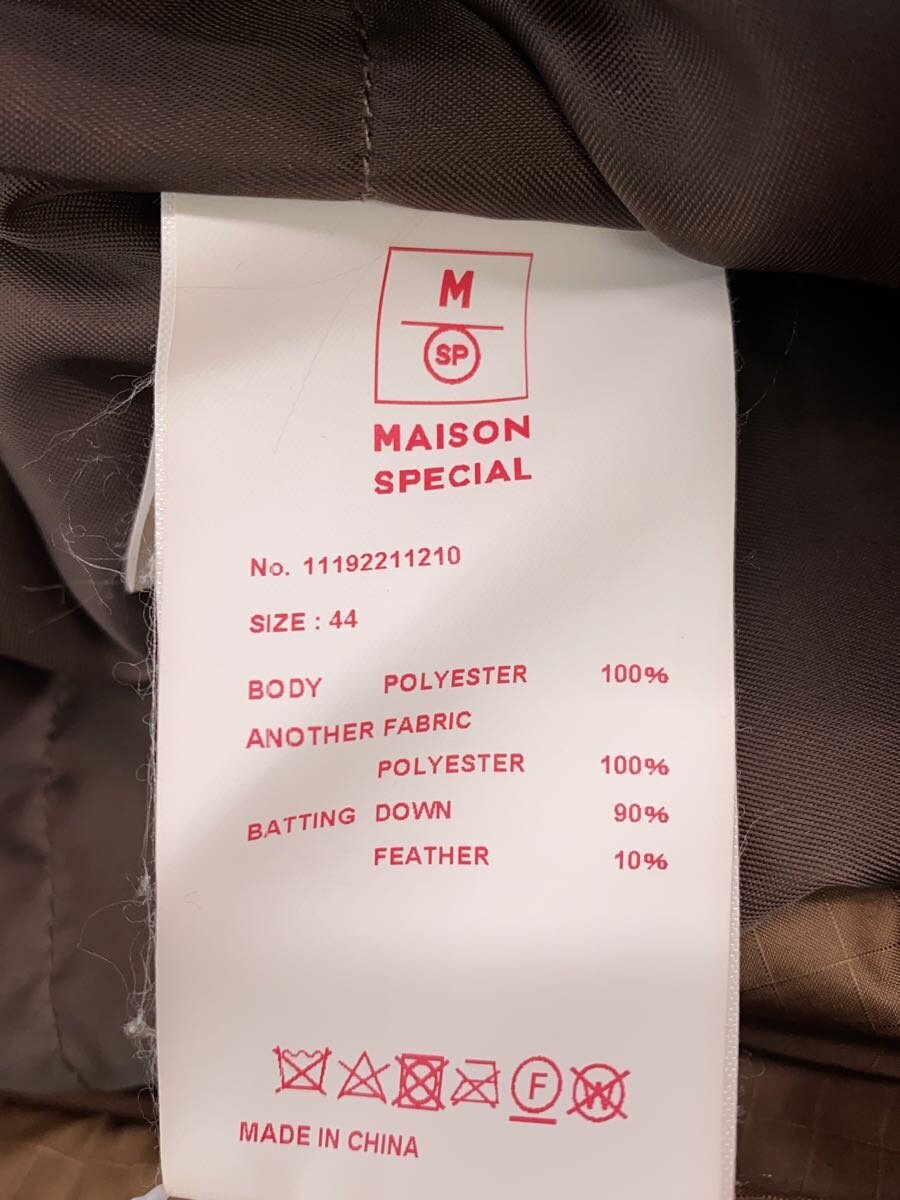 M
SP
MAISON
SPECIAL
No. 11192211210
SIZE : 44
BODY POLYESTER 100%
ANOTHER FABRIC
POLYESTER 100%
BATTING DOWN 90%
FEATHER 10%
F W
MADE IN CHINA